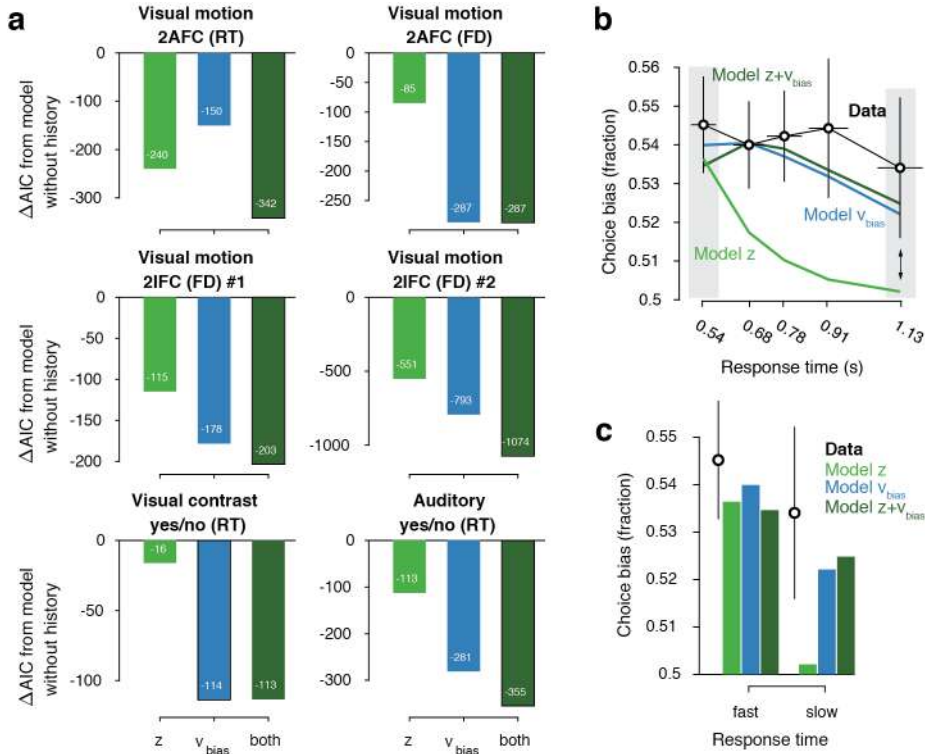 a
Visual motion
2AFC (RT)
0
-100
-200
-300
ΔAIC from model
without history
-240
-150
-342
Visual motion
2AFC (FD)
0
-50
-100
-150
-200
-250
-85
-287
-287
Visual motion
2IFC (FD) #1
0
-50
-100
-150
-200
ΔAIC from model
without history
-115
-178
-203
Visual motion
2IFC (FD) #2
0
-500
-1000
-551
-793
-1074
Visual contrast
yes/no (RT)
0
-50
-100
ΔAIC from model
without history
-16
-114
-113
z v_bias both
Auditory
yes/no (RT)
0
-100
-200
-300
-113
-281
-355
z v_bias both
b
0.56
0.55
0.54
0.53
0.52
0.51
0.5
Choice bias (fraction)
Model z+v_bias
Data
Model v_bias
Model z
0.54 0.68 0.78 0.91 1.13
Response time (s)
c
0.55
0.54
0.53
0.52
0.51
0.5
Choice bias (fraction)
Data
Model z
Model v_bias
Model z+v_bias
fast slow
Response time